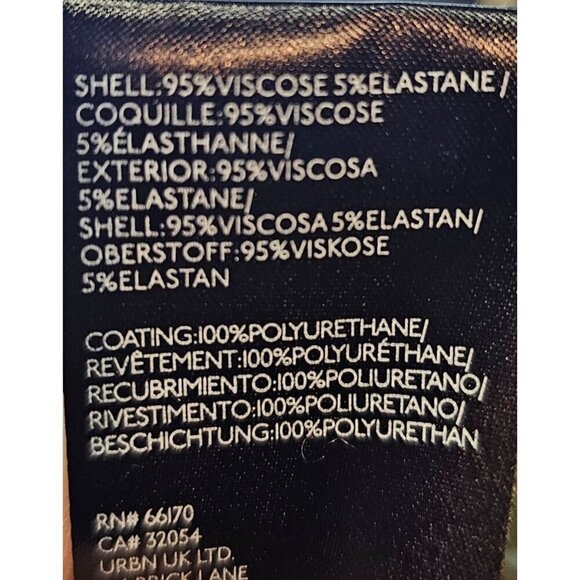 SHELL:95%VISCOSE 5%ELASTANE/
COQUILLE:95%VISCOSE
5%ÉLASTHANNE/
EXTERIOR:95%VISCOSA
5%ELASTANE/
SHELL:95%VISCOSA 5%ELASTAN/
OBERSTOFF:95%VISKOSE
5%ELASTAN
COATING:100%POLYURETHANE/
REVÊTEMENT:100%POLYURÉTHANE/
RECUBRIMIENTO:100%POLIURETANO/
RIVESTIMENTO:100%POLIURETANO/
BESCHICHTUNG:100%POLYURETHAN
RN# 66170
CA# 32054
URBN UK LTD.
BRICK LANE